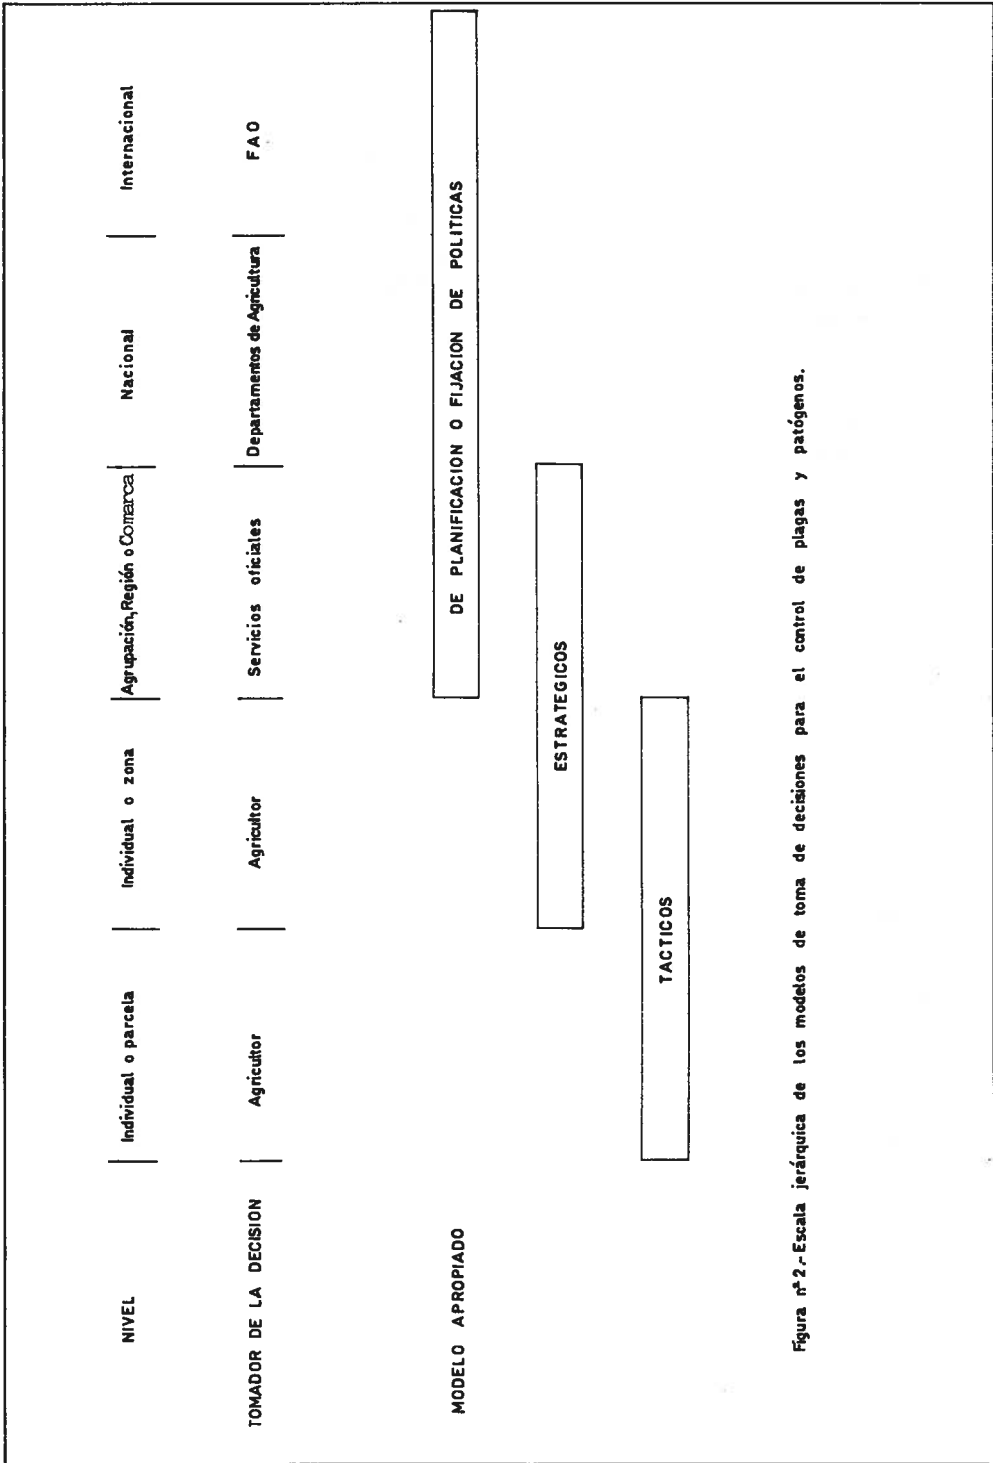 NIVEL | Individual o parcela | Individual o zona | Agrupación, Región o Comarca | Nacional | Internacional
TOMADOR DE LA DECISION | Agricultor | Agricultor | Servicios oficiales | Departamentos de Agricultura | FAO
MODELO APROPIADO
DE PLANIFICACION O FIJACION DE POLITICAS
ESTRATEGICOS
TACTICOS
Figura nº 2.- Escala jerárquica de los modelos de toma de decisiones para el control de plagas y patógenos.